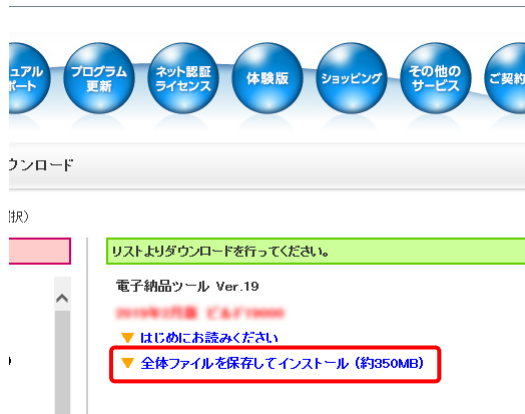 ュアル
ポート
プログラム
更新
ネット認証
ライセンス
体験版
ショッピング
その他の
サービス
ご契約
ウンロード
択)
リストよりダウンロードを行ってください。
電子納品ツール Ver.19
▼ はじめにお読みください
▼ 全体ファイルを保存してインストール (約350MB)